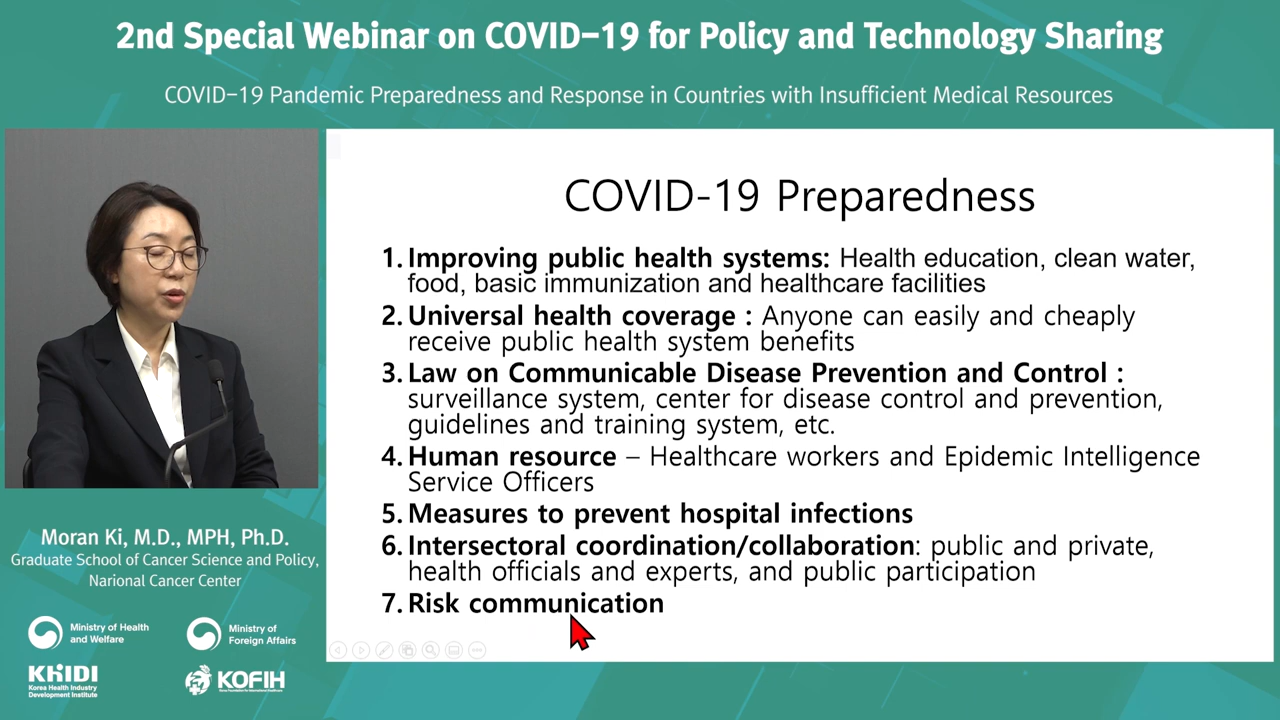 2nd Special Webinar on COVID-19 for Policy and Technology Sharing
COVID-19 Pandemic Preparedness and Response in Countries with Insufficient Medical Resources
COVID-19 Preparedness
1. Improving public health systems: Health education, clean water,
food, basic immunization and healthcare facilities
2. Universal health coverage : Anyone can easily and cheaply
receive public health system benefits
3. Law on Communicable Disease Prevention and Control :
surveillance system, center for disease control and prevention,
guidelines and training system, etc.
4. Human resource – Healthcare workers and Epidemic Intelligence
Service Officers
5. Measures to prevent hospital infections
6. Intersectoral coordination/collaboration: public and private,
health officials and experts, and public participation
7. Risk communication
Moran Ki, M.D., MPH, Ph.D.
Graduate School of Cancer Science and Policy,
Narional Cancer Center
Ministry of Health
and Welfare
Ministry of
Foreign Affairs
KHIDI
Korea Health Industry
Development Institute
KOFIH
Korea Foundation for International Healthcare